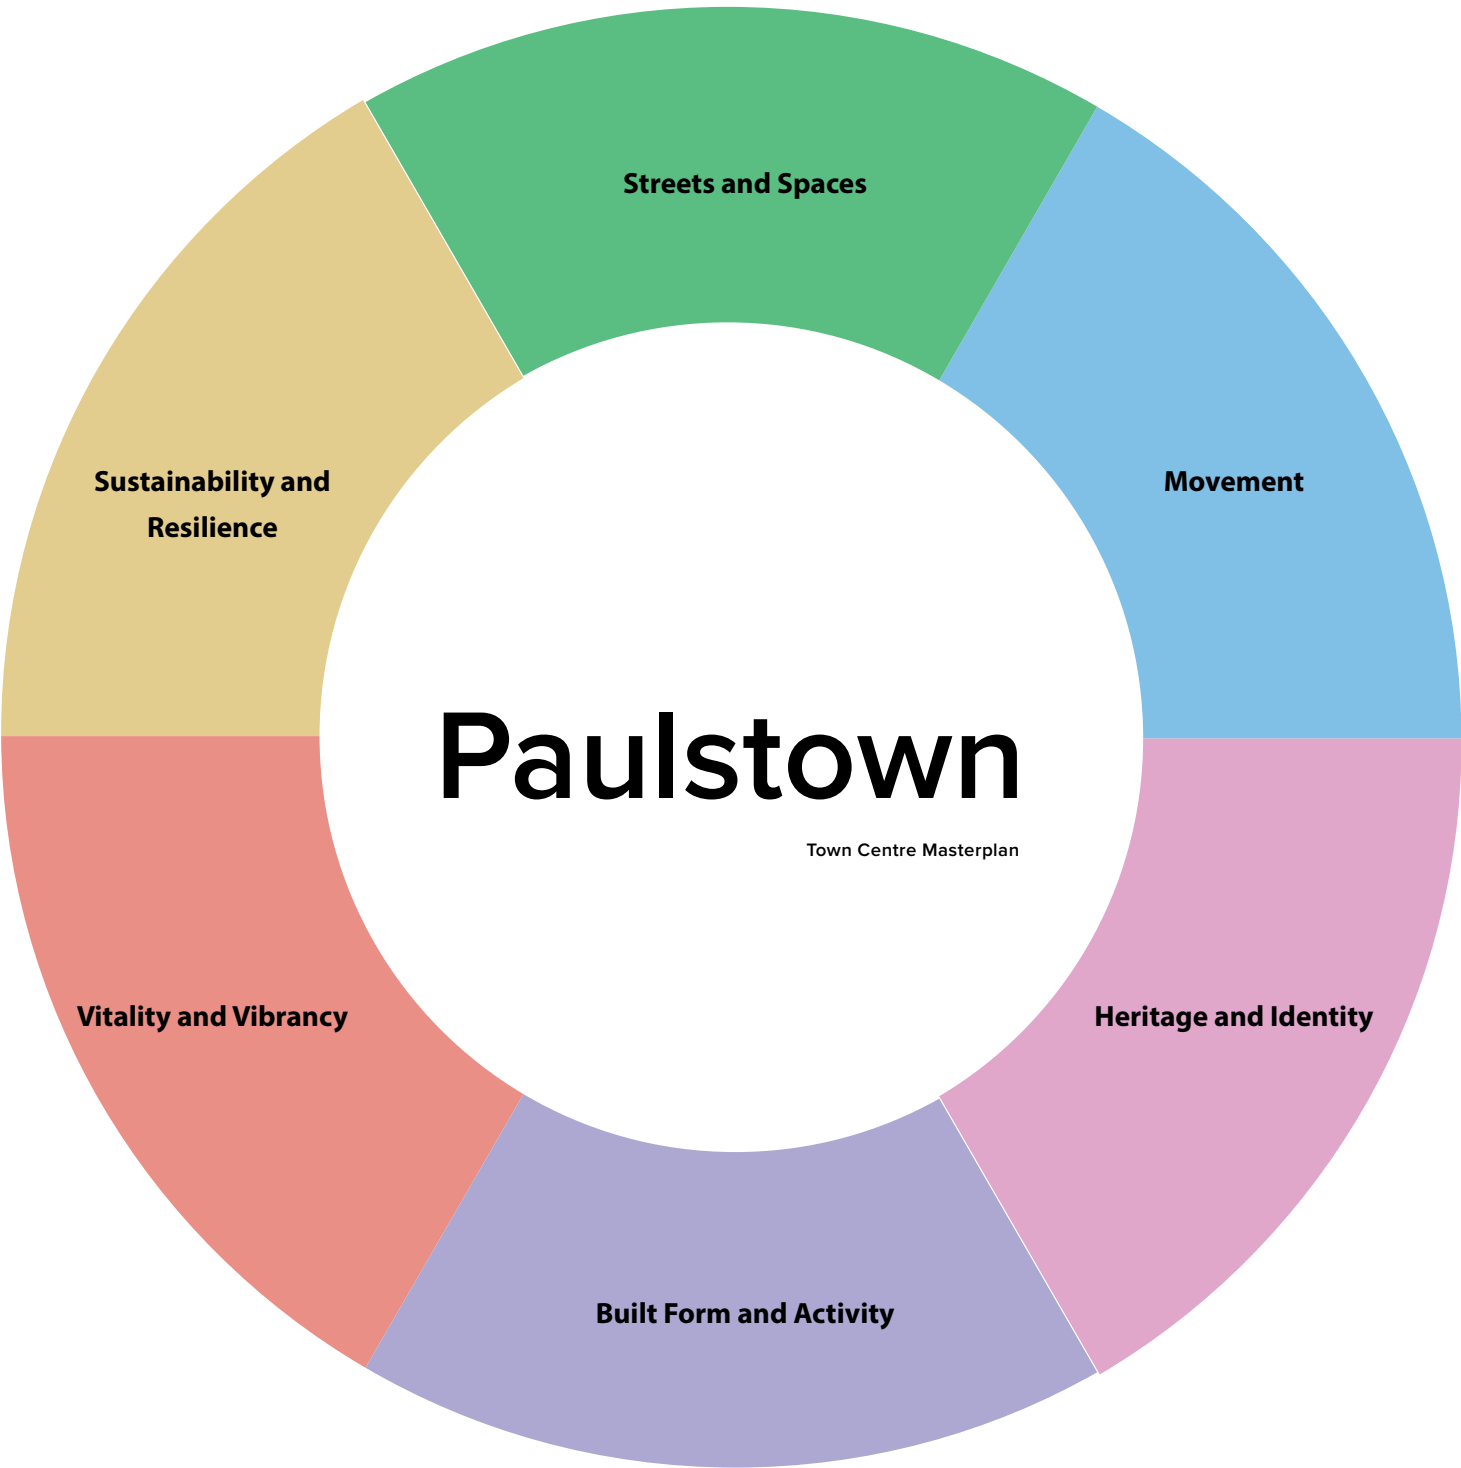 Streets and Spaces
Movement
Sustainability and
Resilience
Paulstown
Town Centre Masterplan
Vitality and Vibrancy
Heritage and Identity
Built Form and Activity